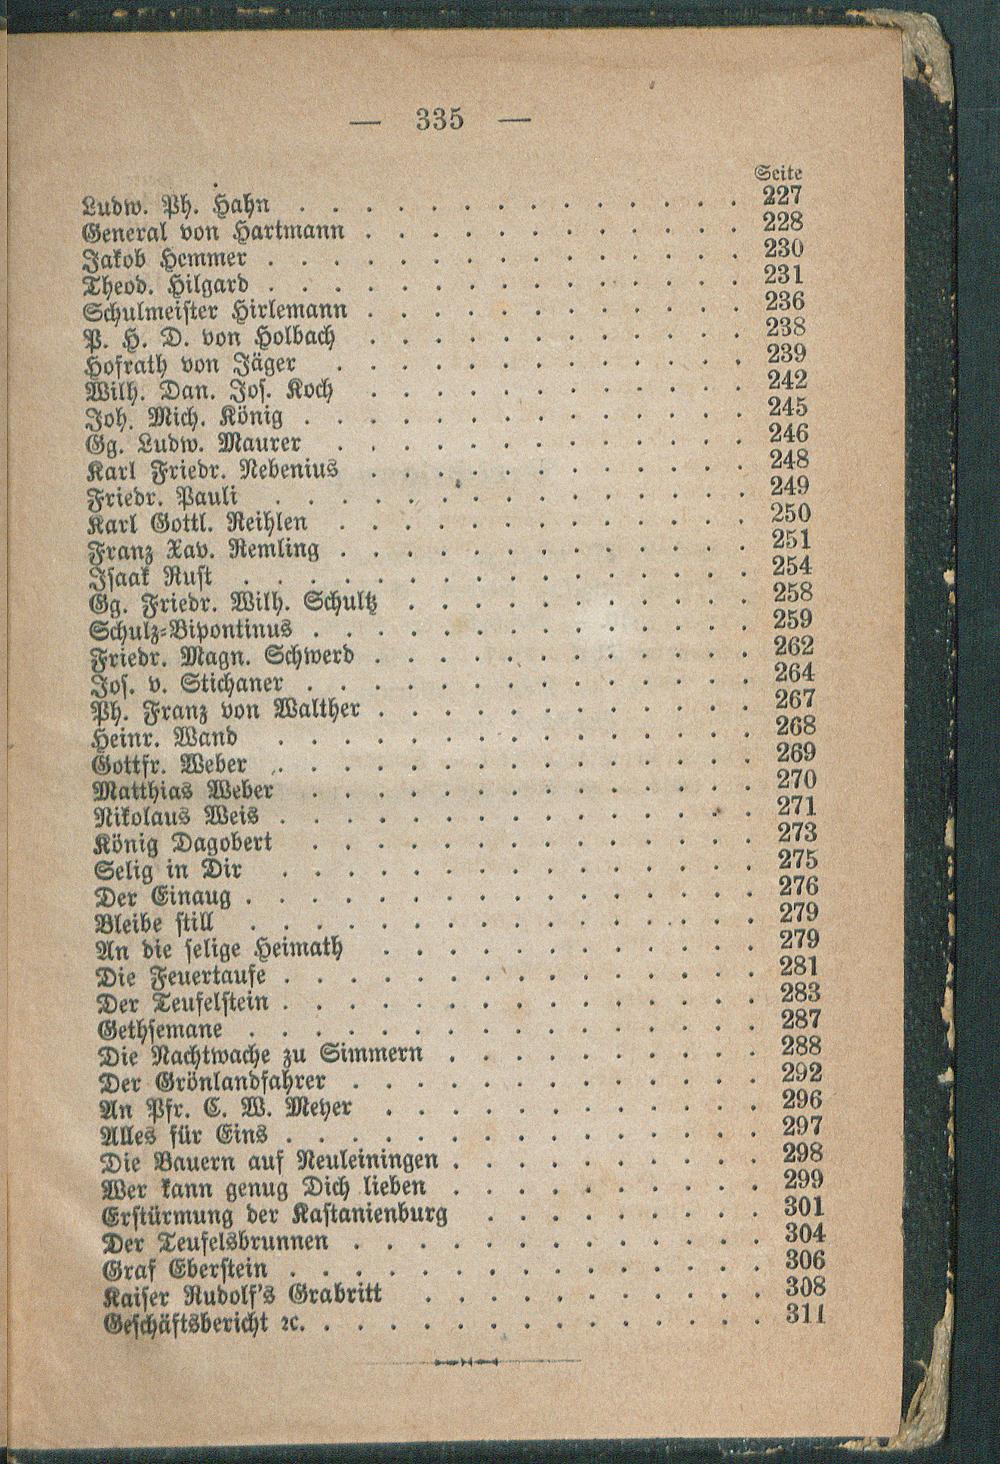 — 335 —
Seite
Ludw. Ph. Hahn . . . . . . . . . . . . . . 227
General von Hartmann . . . . . . . . . . . . 228
Jakob Hemmer . . . . . . . . . . . . . . . 230
Theod. Hilgard . . . . . . . . . . . . . . . 231
Schulmeister Hirlemann . . . . . . . . . . . . 236
P. H. D. von Holbach . . . . . . . . . . . . 238
Hofrath von Jäger . . . . . . . . . . . . . 239
Wilh. Dan. Jos. Koch . . . . . . . . . . . . 242
Joh. Mich. König . . . . . . . . . . . . . . 245
Gg. Ludw. Maurer . . . . . . . . . . . . . 246
Karl Friedr. Nebenius . . . . . . . . . . . . 248
Friedr. Pauli . . . . . . . . . . . . . . . 249
Karl Gottl. Reihlen . . . . . . . . . . . . . 250
Franz Xav. Remling . . . . . . . . . . . . . 251
Isaak Rust . . . . . . . . . . . . . . . . 254
Gg. Friedr. Wilh. Schultz . . . . . . . . . . . 258
Schulz-Bipontinus . . . . . . . . . . . . . . 259
Friedr. Magn. Schwerd . . . . . . . . . . . . 262
Jos. v. Stichaner . . . . . . . . . . . . . . 264
Ph. Franz von Walther . . . . . . . . . . . . 267
Heinr. Wand . . . . . . . . . . . . . . . 268
Gottfr. Weber . . . . . . . . . . . . . . . 269
Matthias Weber . . . . . . . . . . . . . . 270
Nikolaus Weis . . . . . . . . . . . . . . . 271
König Dagobert . . . . . . . . . . . . . . 273
Selig in Dir . . . . . . . . . . . . . . . 275
Der Einaug . . . . . . . . . . . . . . . . 276
Bleibe still . . . . . . . . . . . . . . . . 279
An die selige Heimath . . . . . . . . . . . . 279
Die Feuertaufe . . . . . . . . . . . . . . . 281
Der Teufelstein . . . . . . . . . . . . . . . 283
Gethsemane . . . . . . . . . . . . . . . . 287
Die Nachtwache zu Simmern . . . . . . . . . . 288
Der Grönlandfahrer . . . . . . . . . . . . . 292
An Pfr. C. W. Meyer . . . . . . . . . . . . 296
Alles für Eins . . . . . . . . . . . . . . . 297
Die Bauern auf Neuleiningen . . . . . . . . . . 298
Wer kann genug Dich lieben . . . . . . . . . . 299
Erstürmung der Kastanienburg . . . . . . . . . 301
Der Teufelsbrunnen . . . . . . . . . . . . . 304
Graf Eberstein . . . . . . . . . . . . . . . 306
Kaiser Rudolf's Grabritt . . . . . . . . . . . 308
Geschäftsbericht ꝛc. . . . . . . . . . . . . . . 311